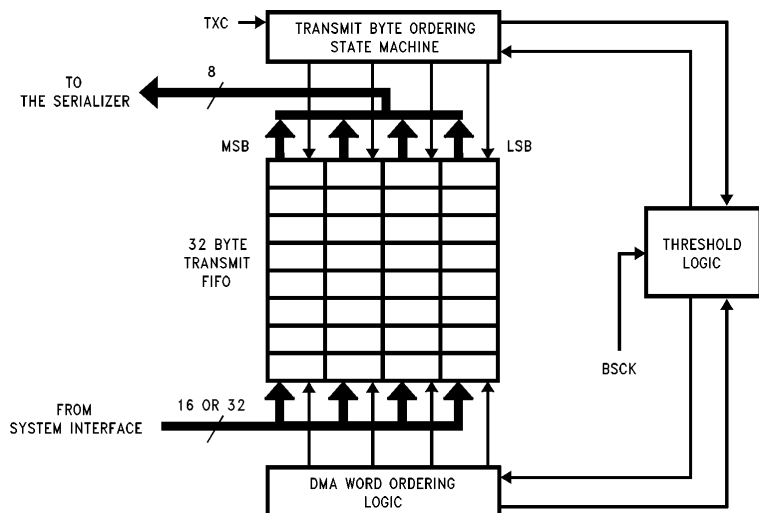 TXC
TRANSMIT BYTE ORDERING
STATE MACHINE
TO
THE SERIALIZER
8
MSB
LSB
32 BYTE
TRANSMIT
FIFO
THRESHOLD
LOGIC
BSCK
FROM
SYSTEM INTERFACE
16 OR 32
DMA WORD ORDERING
LOGIC